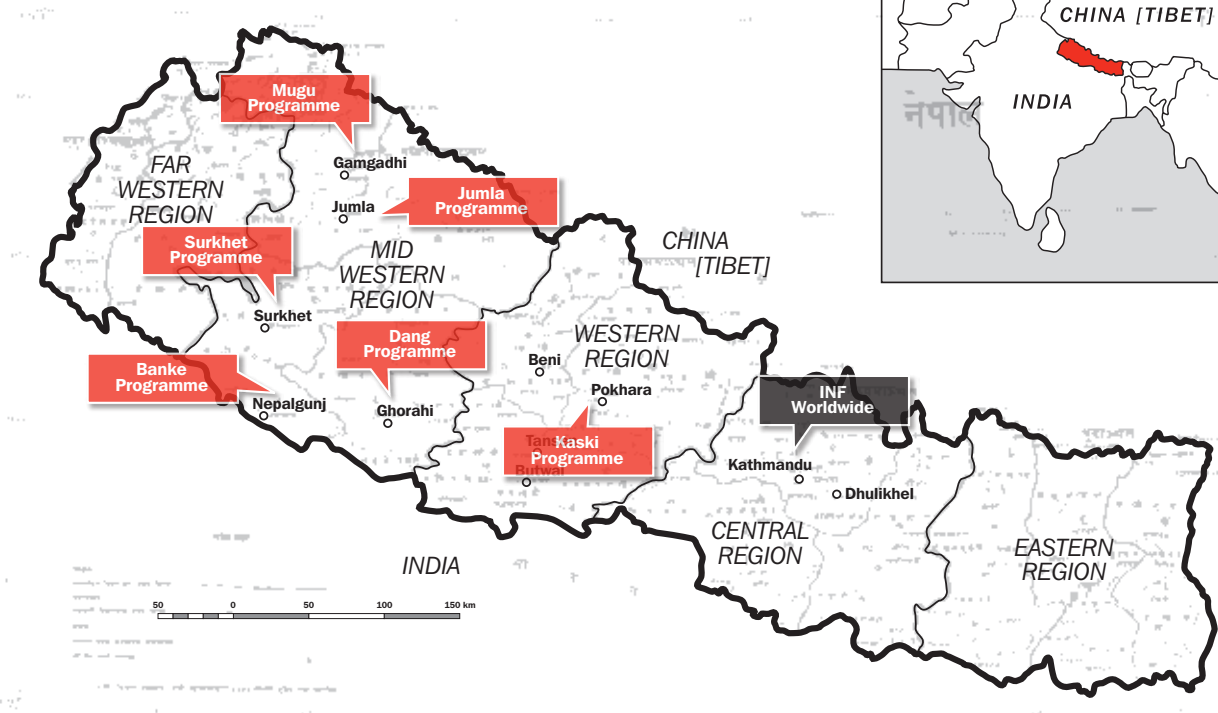 CHINA [TIBET]
INDIA
नेपाल
Mugu
Programme
Gamgadhi
FAR
WESTERN
REGION
Jumla
Jumla
Programme
Surkhet
Programme
MID
WESTERN
REGION
CHINA
[TIBET]
Surkhet
Dang
Programme
WESTERN
REGION
Beni
Banke
Programme
Pokhara
INF
Worldwide
Nepalgunj
Ghorahi
Kaski
Programme
Butwal
Kathmandu
Dhulikhel
CENTRAL
REGION
EASTERN
REGION
INDIA
50 0 50 100 150 km